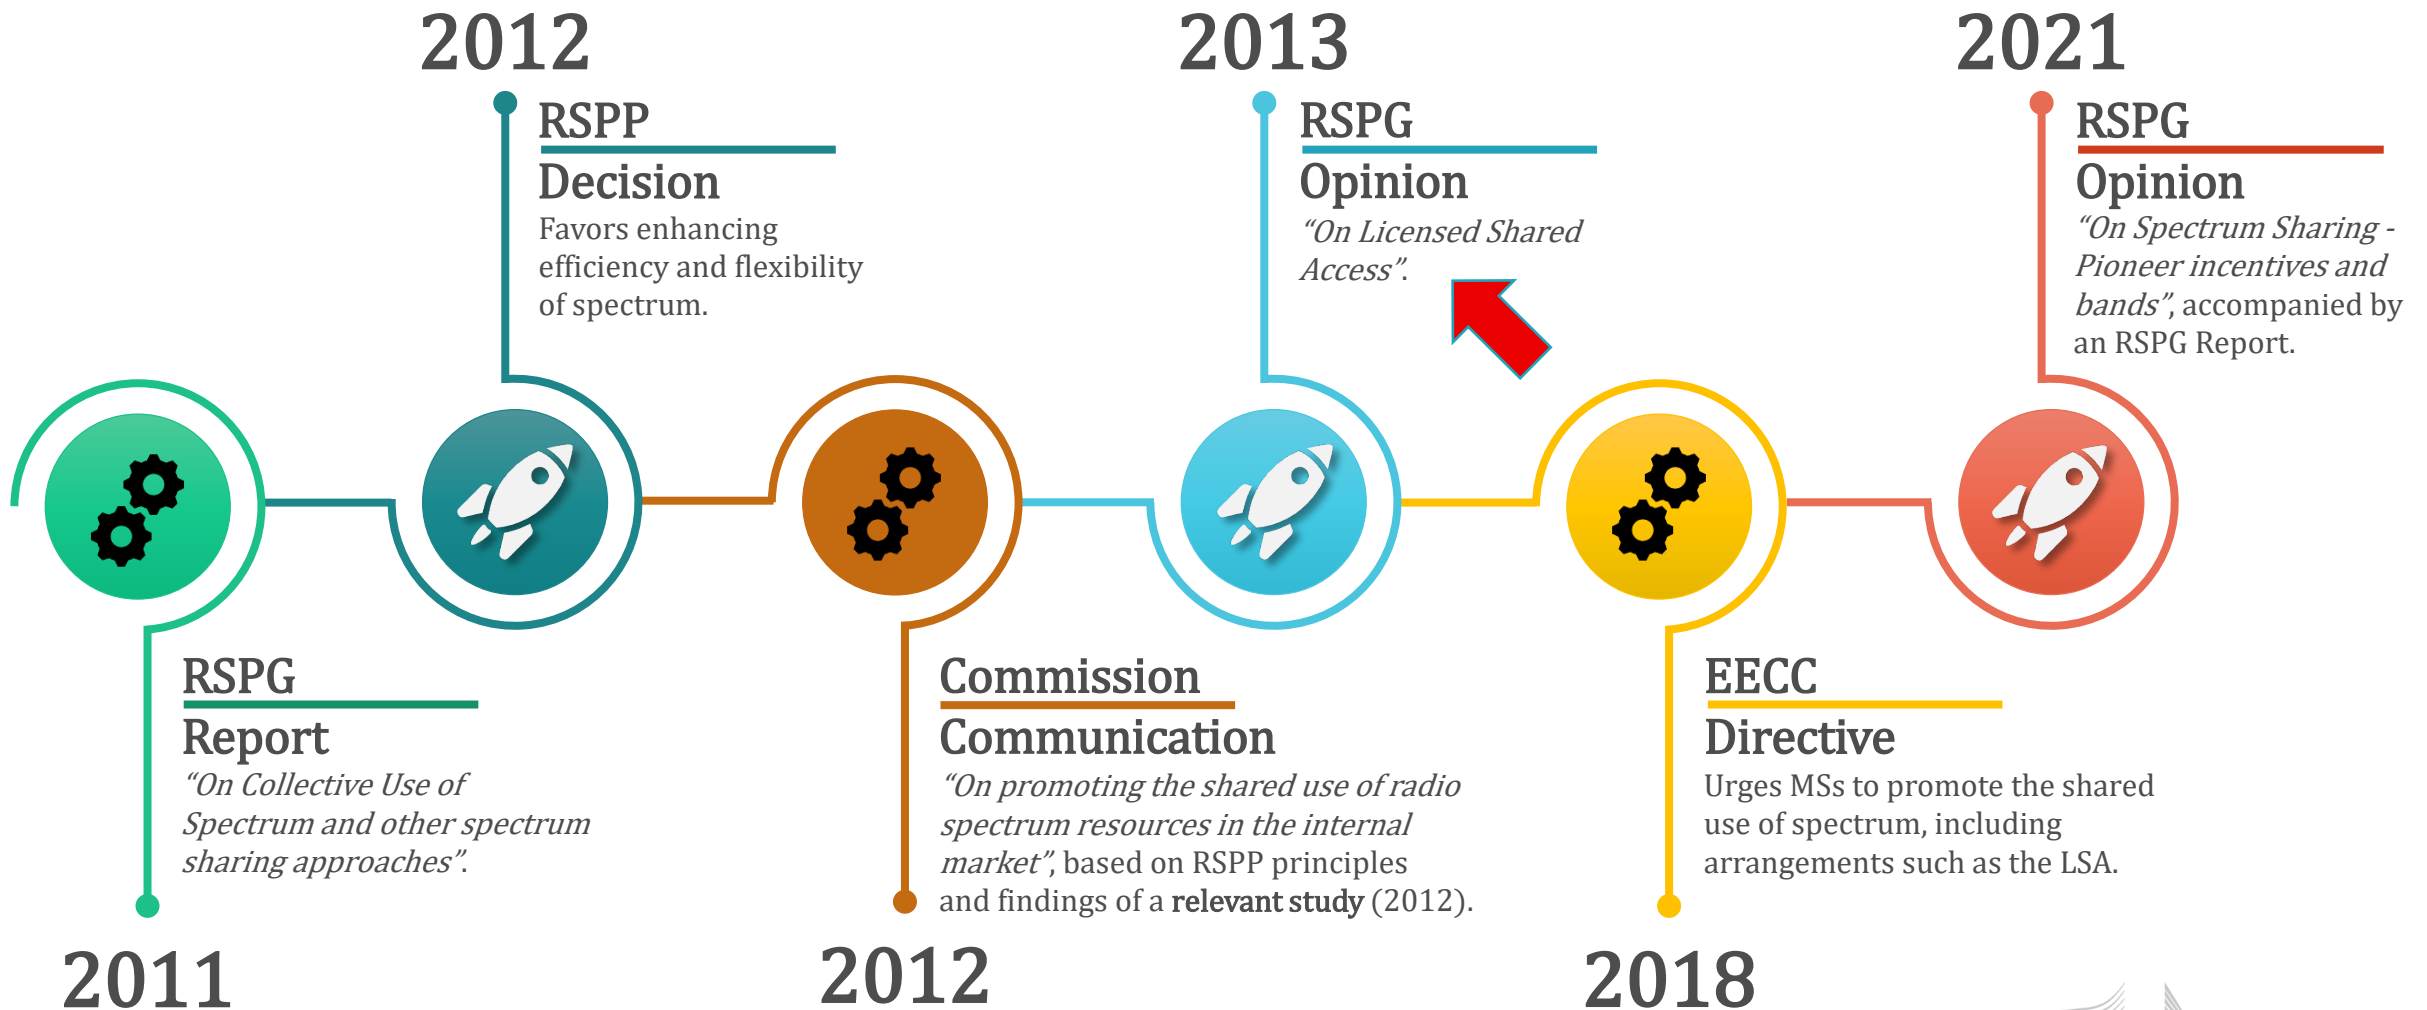 2012
RSPP
Decision
Favors enhancing
efficiency and flexibility
of spectrum.
2013
RSPG
Opinion
“On Licensed Shared
Access”.
2021
RSPG
Opinion
“On Spectrum Sharing -
Pioneer incentives and
bands”, accompanied by
an RSPG Report.
RSPG
Report
“On Collective Use of
Spectrum and other spectrum
sharing approaches”.
2011
Commission
Communication
“On promoting the shared use of radio
spectrum resources in the internal
market”, based on RSPP principles
and findings of a relevant study (2012).
2012
EECC
Directive
Urges MSs to promote the shared
use of spectrum, including
arrangements such as the LSA.
2018